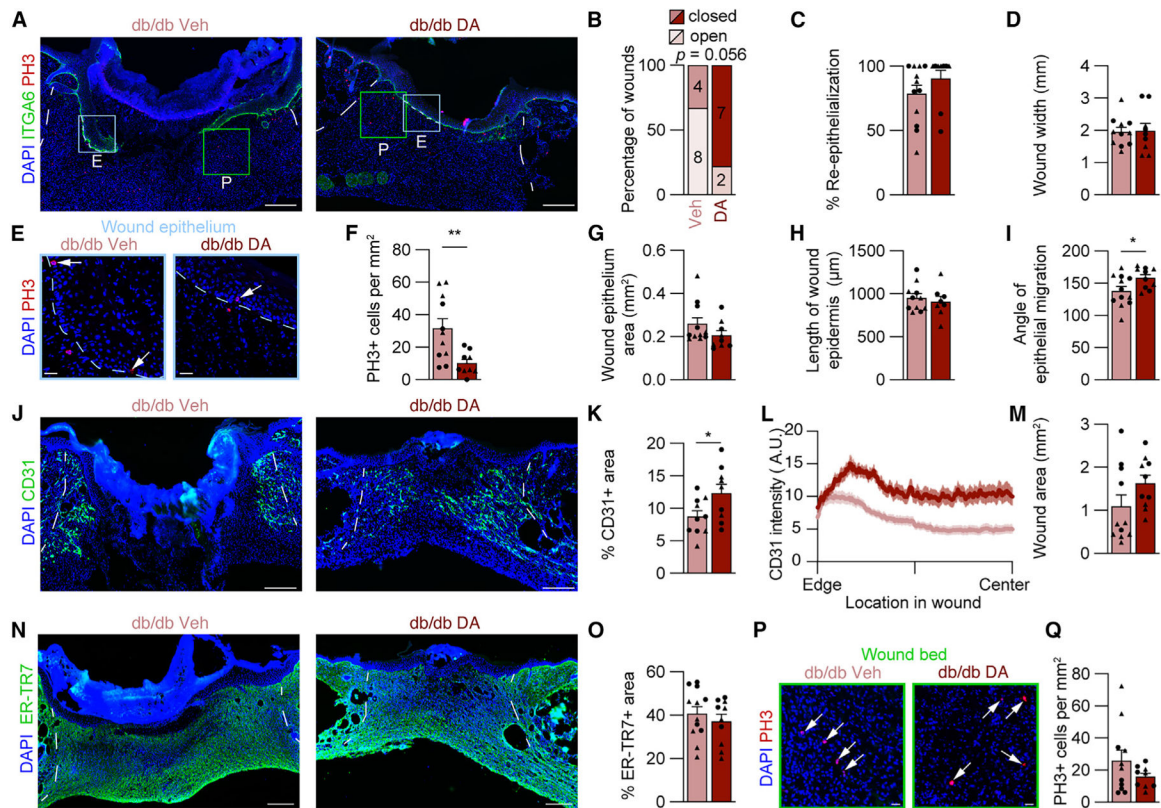 A
db/db Veh
db/db DA
DAPI ITGA6 PH3
E
P
P
E
B
closed
open
p = 0.056
Percentage of wounds
100
50
0
4
8
7
2
Veh
DA
C
% Re-epithelialization
100
50
0
D
Wound width (mm)
4
3
2
1
0
E
Wound epithelium
db/db Veh
db/db DA
DAPI PH3
F
PH3+ cells per mm²
80
60
40
20
0
**
G
Wound epithelium area (mm²)
0.6
0.4
0.2
0.0
H
Length of wound epidermis (μm)
1500
1000
500
0
I
Angle of epithelial migration
200
150
100
50
0
*
J
db/db Veh
db/db DA
DAPI CD31
K
% CD31+ area
20
15
10
5
0
*
L
CD31 intensity ( A.U.)
20
15
10
5
0
Edge
Center
Location in wound
M
Wound area (mm²)
3
2
1
0
N
db/db Veh
db/db DA
DAPI ER-TR7
O
% ER-TR7+ area
60
40
20
0
P
Wound bed
db/db Veh
db/db DA
DAPI PH3
Q
PH3+ cells per mm²
80
60
40
20
0